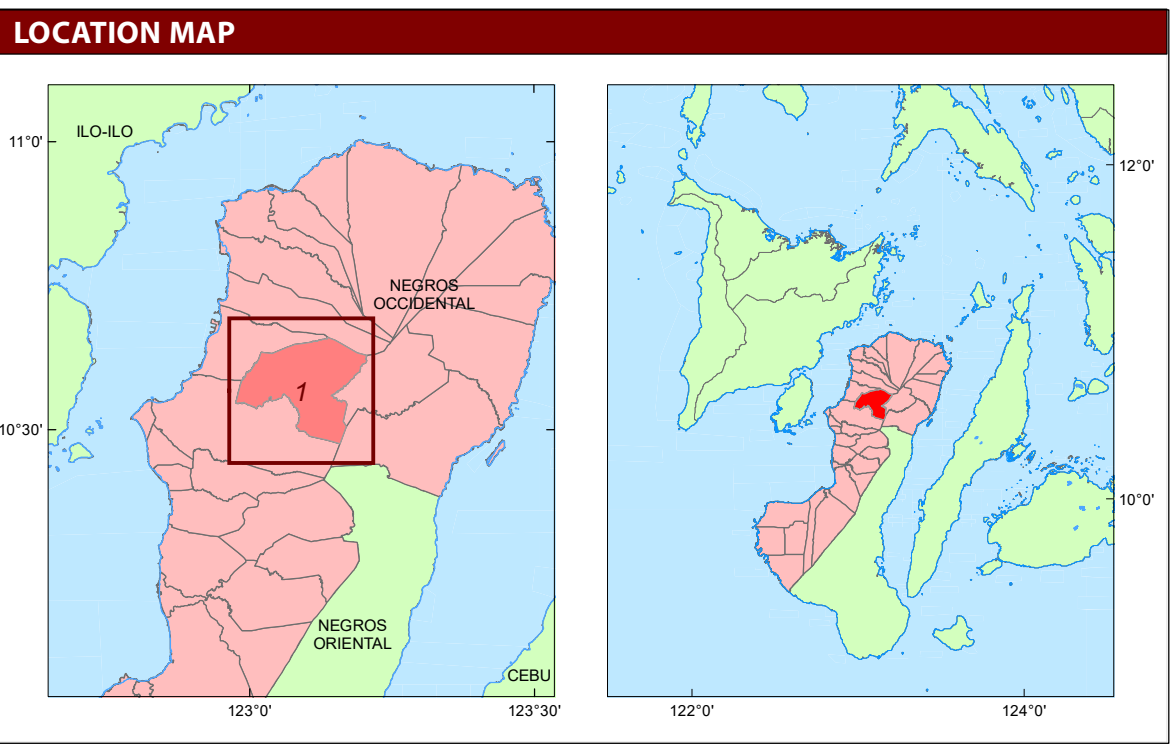 LOCATION MAP
ILO-ILO
11°0'
NEGROS
OCCIDENTAL
1
10°30'
NEGROS
ORIENTAL
CEBU
123°0'
123°30'
12°0'
10°0'
122°0'
124°0'